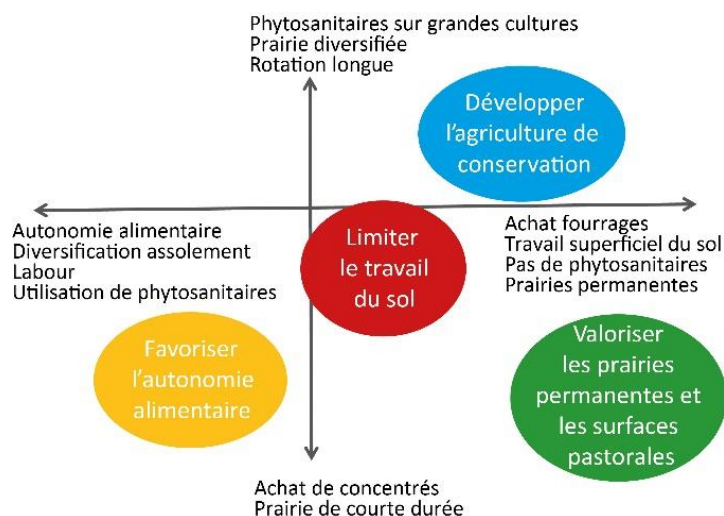 Phytosanitaires sur grandes cultures
Prairie diversifiée
Rotation longue
Développer
l'agriculture de
conservation
Autonomie alimentaire
Diversification assolement
Labour
Utilisation de phytosanitaires
Limiter
le travail
du sol
Achat fourrages
Travail superficiel du sol
Pas de phytosanitaires
Prairies permanentes
Favoriser
l'autonomie
alimentaire
Valoriser
les prairies
permanentes et
les surfaces
pastorales
Achat de concentrés
Prairie de courte durée